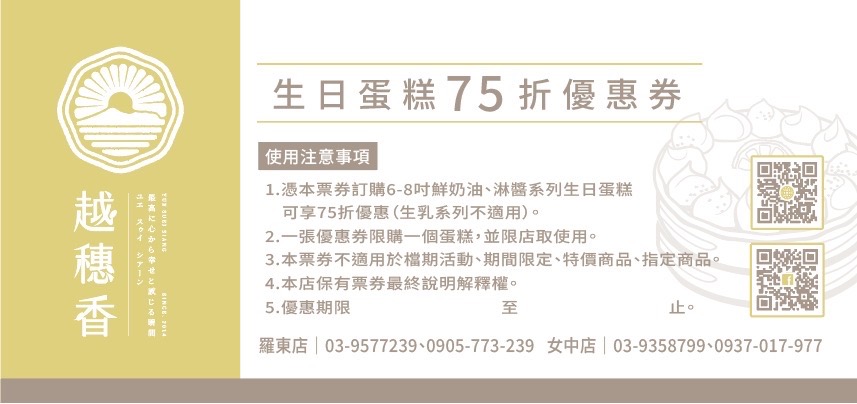 越穗香
YUE SUEI SIANG SINCE. 2014
最高に心から幸せと感じる瞬間
ユエ スゥイ シアーン
生日蛋糕75折優惠券
使用注意事項
1.憑本票券訂購6-8吋鮮奶油、淋醬系列生日蛋糕
可享75折優惠(生乳系列不適用)。
2.一張優惠券限購一個蛋糕,並限店取使用。
3.本票券不適用於檔期活動、期間限定、特價商品、指定商品。
4.本店保有票券最終說明解釋權。
5.優惠期限 至 止。
羅東店|03-9577239、0905-773-239 女中店|03-9358799、0937-017-977